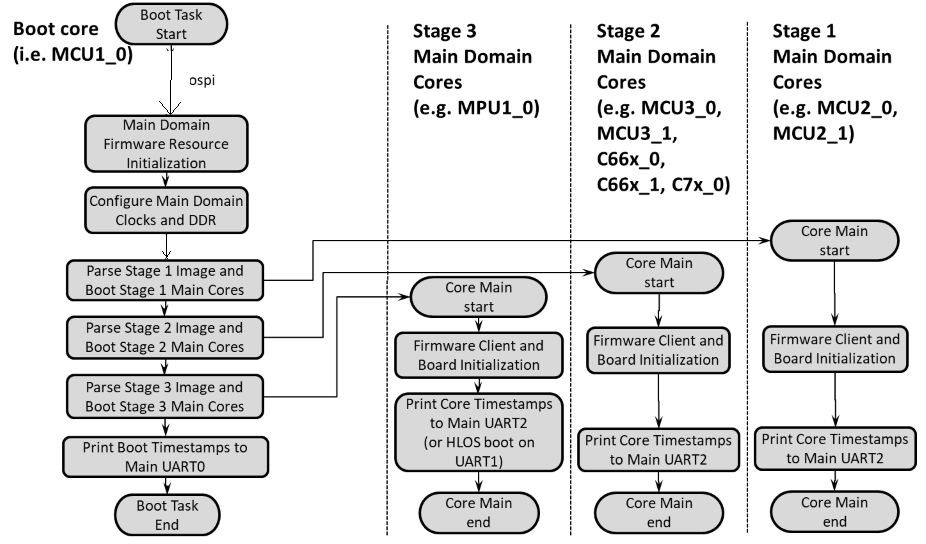 Boot core
(i.e. MCU1_0)
Boot Task
Start
ospi
Main Domain
Firmware Resource
Initialization
Configure Main Domain
Clocks and DDR
Parse Stage 1 Image and
Boot Stage 1 Main Cores
Parse Stage 2 Image and
Boot Stage 2 Main Cores
Parse Stage 3 Image and
Boot Stage 3 Main Cores
Print Boot Timestamps to
Main UART0
Boot Task
End
Stage 3
Main Domain
Cores
(e.g. MPU1_0)
Core Main
start
Firmware Client and
Board Initialization
Print Core Timestamps
to Main UART2
(or HLOS boot on
UART1)
Core Main
end
Stage 2
Main Domain
Cores
(e.g. MCU3_0,
MCU3_1,
C66x_0,
C66x_1, C7x_0)
Core Main
start
Firmware Client and
Board Initialization
Print Core Timestamps
to Main UART2
Core Main
end
Stage 1
Main Domain
Cores
(e.g. MCU2_0,
MCU2_1)
Core Main
start
Firmware Client and
Board Initialization
Print Core Timestamps
to Main UART2
Core Main
end